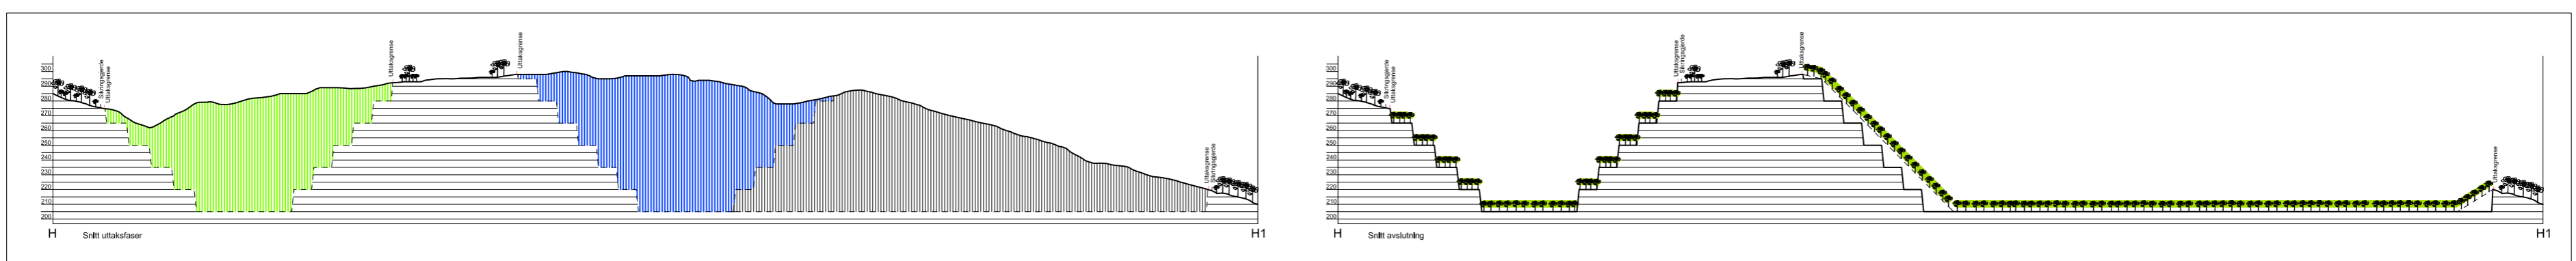 Sikringsgjerde
Uttaksgrense
Uttaksgrense
Uttaksgrense
300
290
280
270
260
250
240
230
220
210
200
Uttaksgrense
Sikringsgjerde
H
Snitt uttaksfaser
H1
Sikringsgjerde
Uttaksgrense
Uttaksgrense
Sikringsgjerde
Uttaksgrense
300
290
280
270
260
250
240
230
220
210
200
Uttaksgrense
H
Snitt avslutning
H1